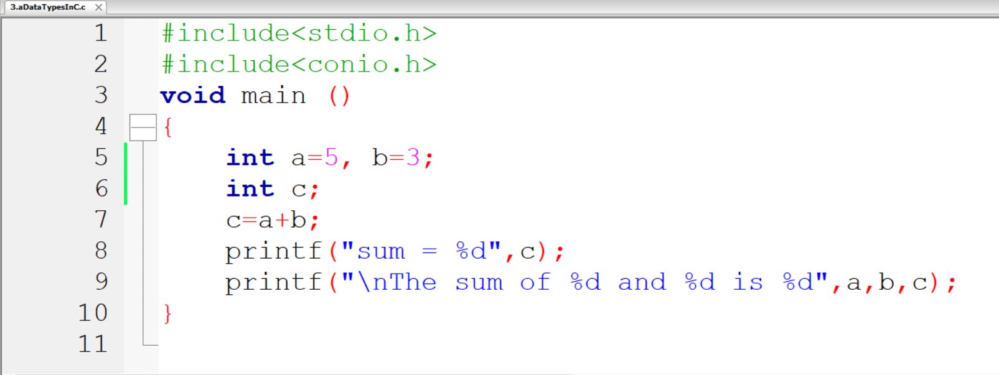 3.aDataTypesInC.c
1 #include<stdio.h>
2 #include<conio.h>
3 void main ()
4 {
5 int a=5, b=3;
6 int c;
7 c=a+b;
8 printf("sum = %d",c);
9 printf("\nThe sum of %d and %d is %d",a,b,c);
10 }
11